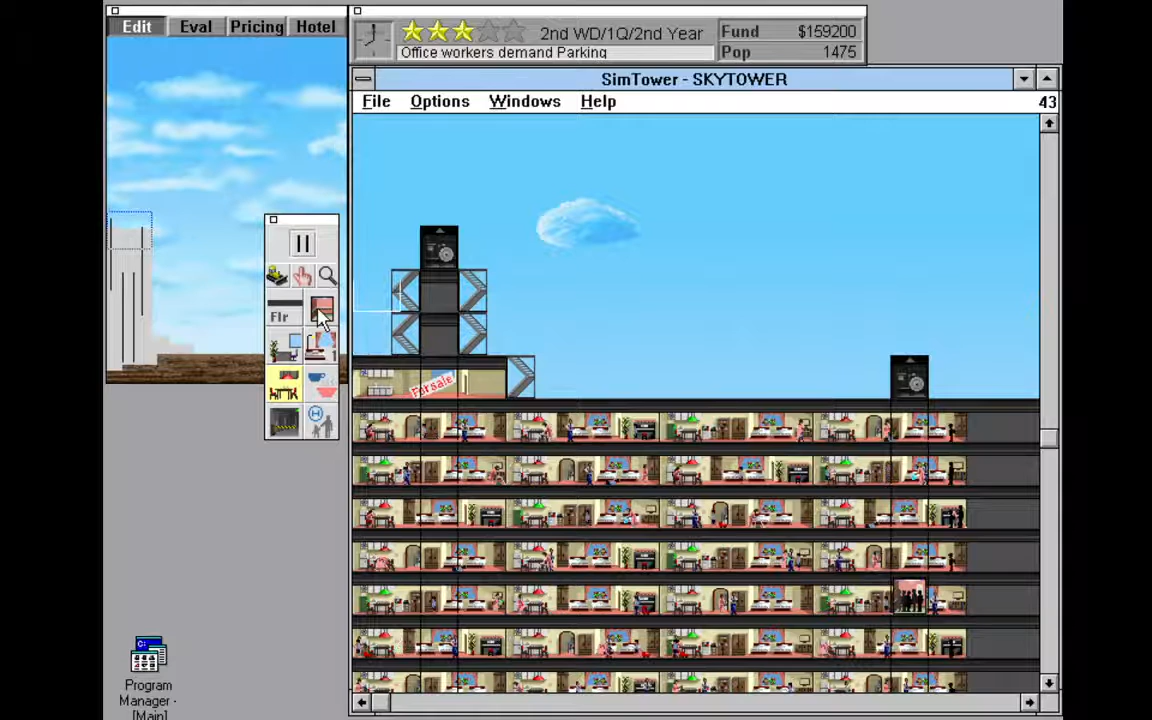 Edit Eval Pricing Hotel
2nd WD/1Q/2nd Year
Office workers demand Parking
Fund $159200
Pop 1475
SimTower - SKYTOWER
File Options Windows Help
43
Flr
1
H
For sale
C:\
Program
Manager -
[Main]